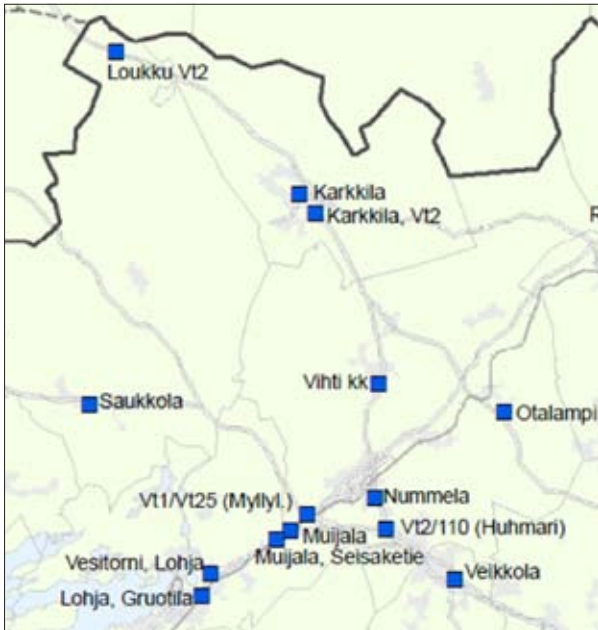 Loukku Vt2
Karkkila
Karkkila, Vt2
R
Vihti kk
Saukkola
Otalampi
Nummela
Vt1/Vt25 (Myllyl.)
Vt2/110 (Huhmari)
Muijala
Muijala, Seisaketie
Vesitorni, Lohja
Veikkola
Lohja, Gruotila